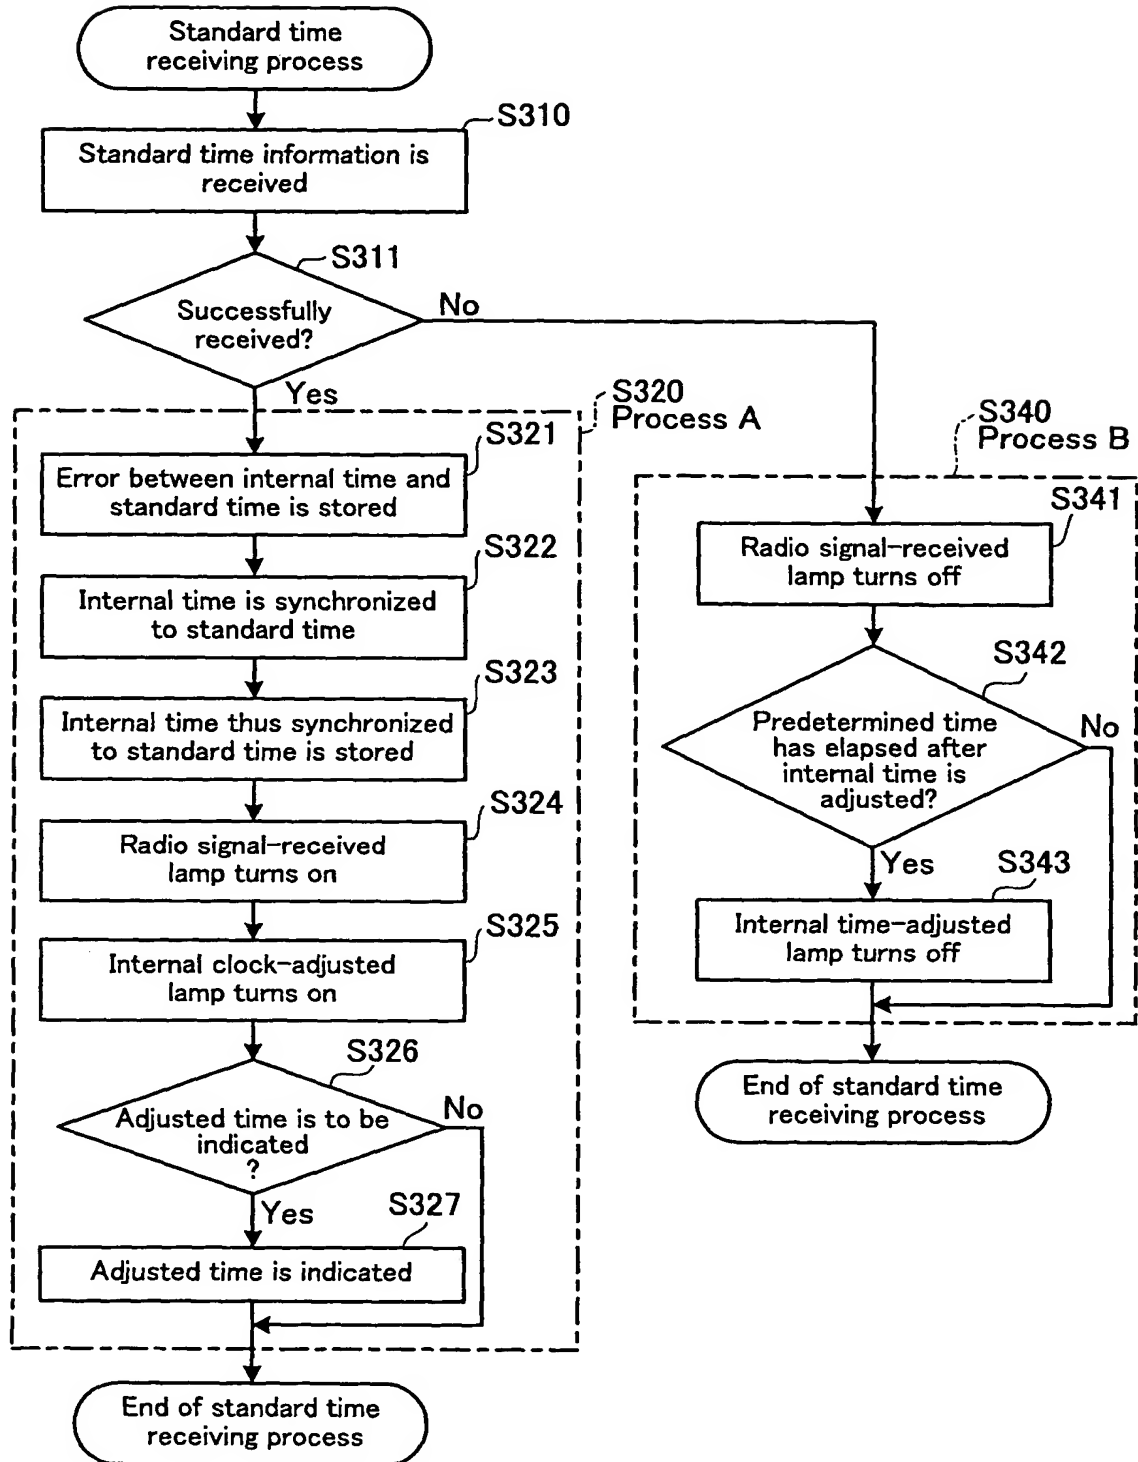 Standard time
receiving process
S310
Standard time information is
received
S311
Successfully
received?
No
Yes
S320
Process A
S321
Error between internal time and
standard time is stored
S322
Internal time is synchronized
to standard time
S323
Internal time thus synchronized
to standard time is stored
S324
Radio signal-received
lamp turns on
S325
Internal clock-adjusted
lamp turns on
S326
Adjusted time is to be
indicated
?
No
Yes
S327
Adjusted time is indicated
End of standard time
receiving process
S340
Process B
S341
Radio signal-received
lamp turns off
S342
Predetermined time
has elapsed after
internal time is
adjusted?
No
Yes
S343
Internal time-adjusted
lamp turns off
End of standard time
receiving process